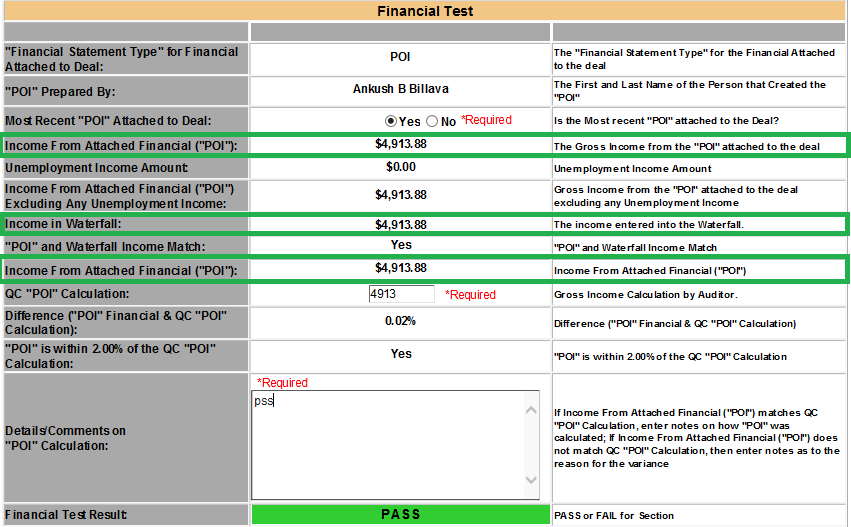 Financial Test
"Financial Statement Type" for Financial
Attached to Deal:
POI
The "Financial Statement Type" for the Financial Attached
to the deal
"POI" Prepared By:
Ankush B Billava
The First and Last Name of the Person that Created the
"POI"
Most Recent "POI" Attached to Deal:
Yes No *Required
Is the Most recent "POI" attached to the Deal?
Income From Attached Financial ("POI"):
$4,913.88
The Gross Income from the "POI" attached to the deal
Unemployment Income Amount:
$0.00
Unemployment Income Amount
Income From Attached Financial ("POI")
Excluding Any Unemployment Income:
$4,913.88
Gross Income from the "POI" attached to the deal
excluding any Unemployment Income
Income in Waterfall:
$4,913.88
The income entered into the Waterfall.
"POI" and Waterfall Income Match:
Yes
"POI" and Waterfall Income Match
Income From Attached Financial ("POI"):
$4,913.88
Income From Attached Financial ("POI")
QC "POI" Calculation:
4913 *Required
Gross Income Calculation by Auditor.
Difference ("POI" Financial & QC "POI"
Calculation):
0.02%
Difference ("POI" Financial & QC "POI" Calculation)
"POI" is within 2.00% of the QC "POI"
Calculation:
Yes
"POI" is within 2.00% of the QC "POI" Calculation
Details/Comments on
"POI" Calculation:
*Required
pss
If Income From Attached Financial ("POI") matches QC
"POI" Calculation, enter notes on how "POI" was
calculated; If Income From Attached Financial ("POI") does
not match QC "POI" Calculation, then enter notes as to the
reason for the variance
Financial Test Result:
PASS
PASS or FAIL for Section